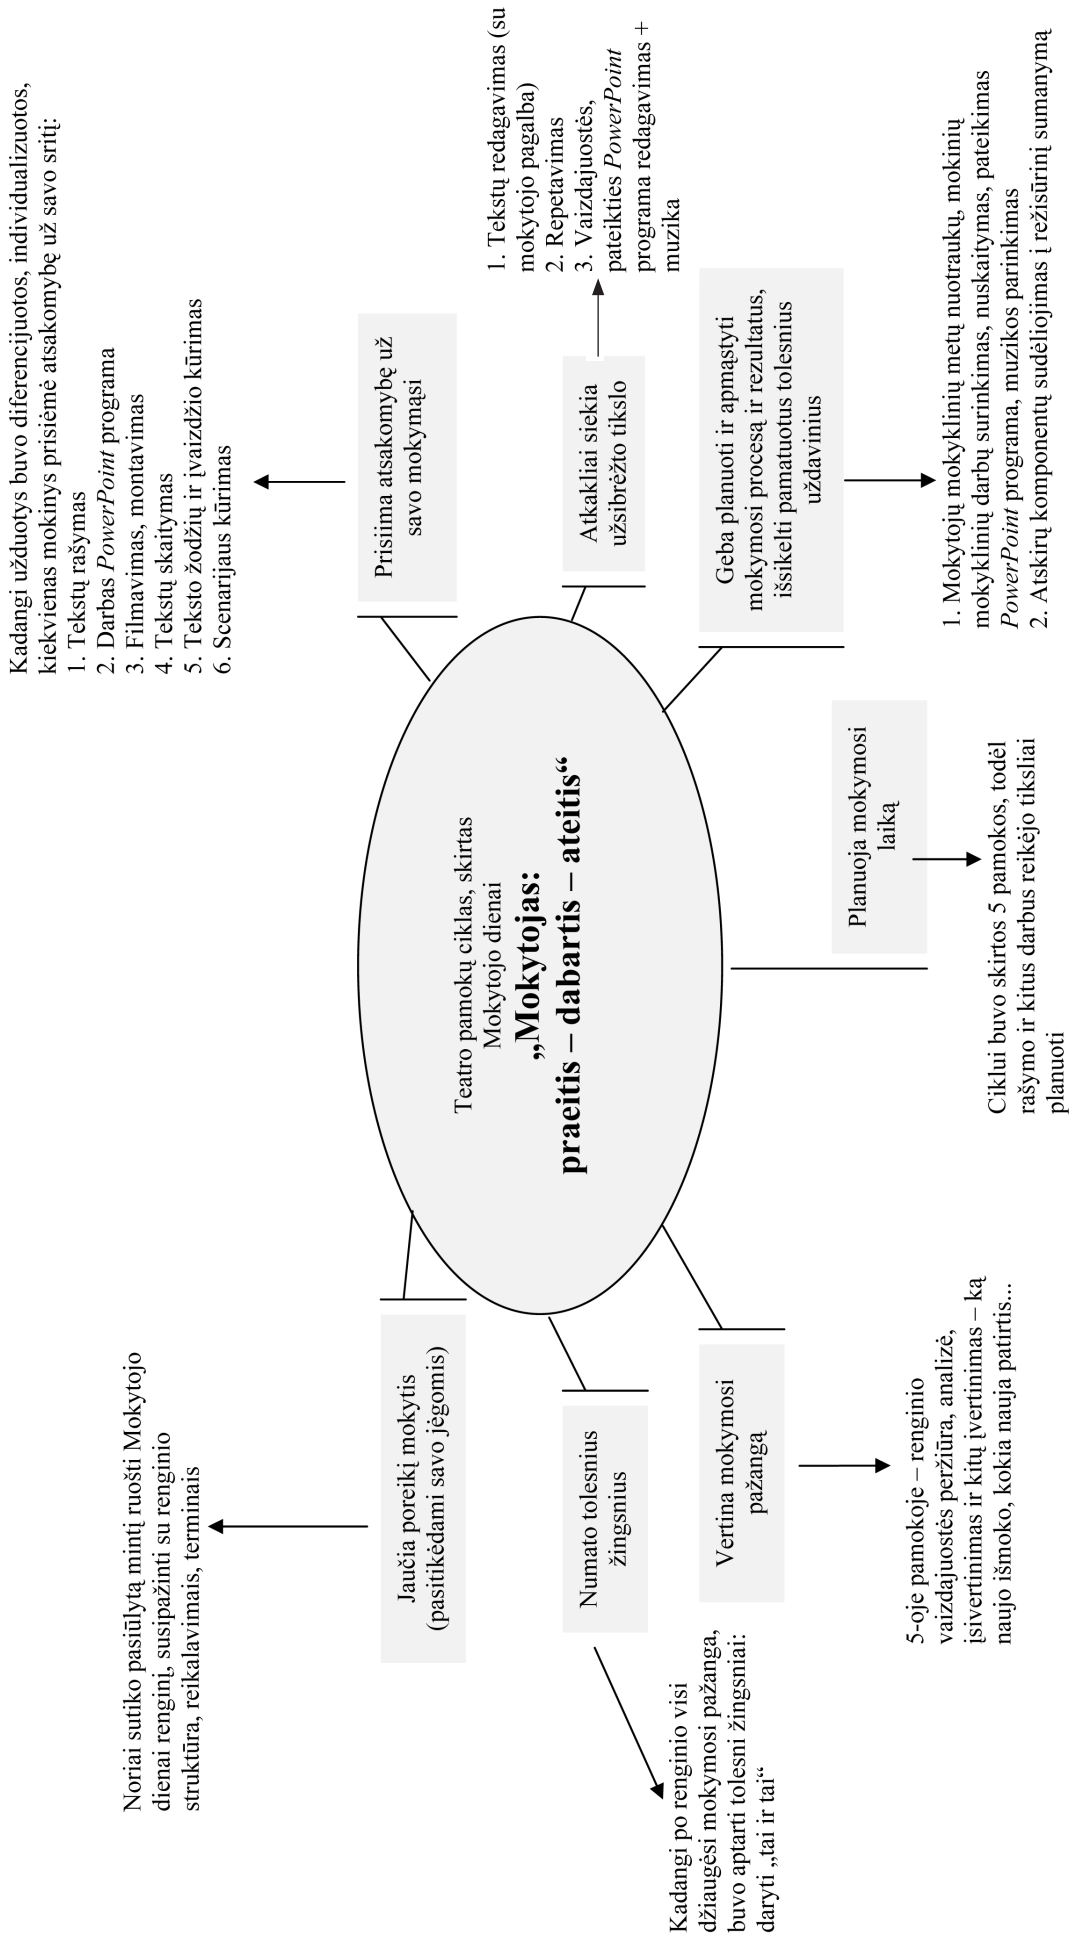 Noriai sutiko pasiūlytą mintį ruošti Mokytojo
dienai renginį, susipažinti su renginio
struktūra, reikalavimais, terminais
Kadangi užduotys buvo diferencijuotos, individualizuotos,
kiekvienas mokinys prisiėmė atsakomybę už savo sritį:
1. Tekstų rašymas
2. Darbas PowerPoint programa
3. Filmavimas, montavimas
4. Tekstų skaitymas
5. Teksto žodžių ir įvaizdžio kūrimas
6. Scenarijaus kūrimas
Jaučia poreikį mokytis
(pasitikėdami savo jėgomis)
Prisiima atsakomybę už
savo mokymąsi
Teatro pamokų ciklas, skirtas
Mokytojo dienai
„Mokytojas:
praeitis – dabartis – ateitis“
Numato tolesnius
žingsnius
Atkakliai siekia
užsibrėžto tikslo
1. Tekstų redagavimas (su
mokytojo pagalba)
2. Repetavimas
3. Vaizdajuostės,
pateikties PowerPoint
programa redagavimas +
muzika
Kadangi po renginio visi
džiaugėsi mokymosi pažanga,
buvo aptarti tolesni žingsniai:
daryti „tai ir tai“
Vertina mokymosi
pažangą
Geba planuoti ir apmąstyti
mokymosi procesą ir rezultatus,
išsikelti pamatuotus tolesnius
uždavinius
Planuoja mokymosi
laiką
5-oje pamokoje – renginio
vaizdajuostės peržiūra, analizė,
įsivertinimas ir kitų įvertinimas – ką
naujo išmoko, kokia nauja patirtis...
Ciklui buvo skirtos 5 pamokos, todėl
rašymo ir kitus darbus reikėjo tiksliai
planuoti
1. Mokytojų mokyklinių metų nuotraukų, mokinių
mokyklinių darbų surinkimas, nuskaitymas, pateikimas
PowerPoint programa, muzikos parinkimas
2. Atskirų komponentų sudėliojimas į režisūrinį sumanymą